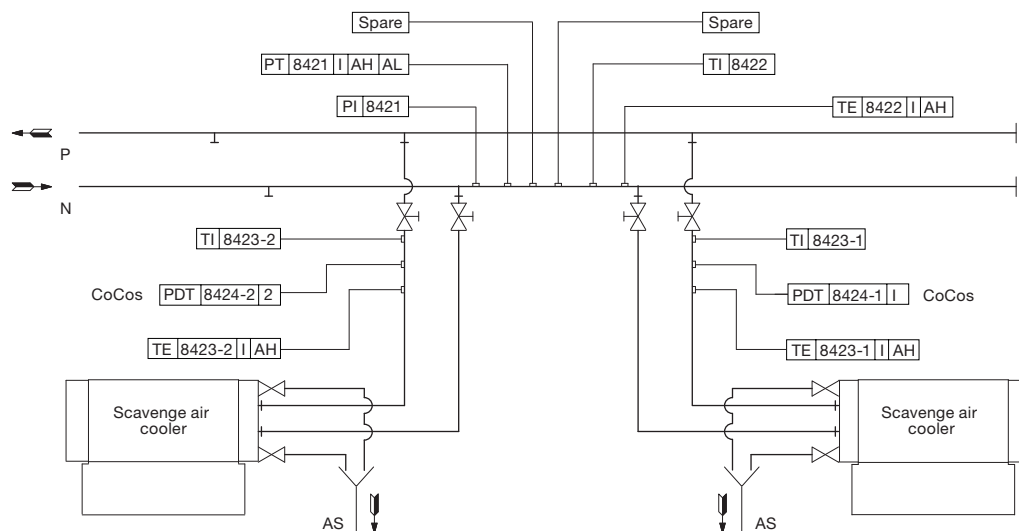 Spare
Spare
PT 8421 I AH AL
TI 8422
PI 8421
TE 8422 I AH
P
N
TI 8423-2
TI 8423-1
CoCos PDT 8424-2 2
PDT 8424-1 I CoCos
TE 8423-2 I AH
TE 8423-1 I AH
Scavenge air
cooler
Scavenge air
cooler
AS
AS